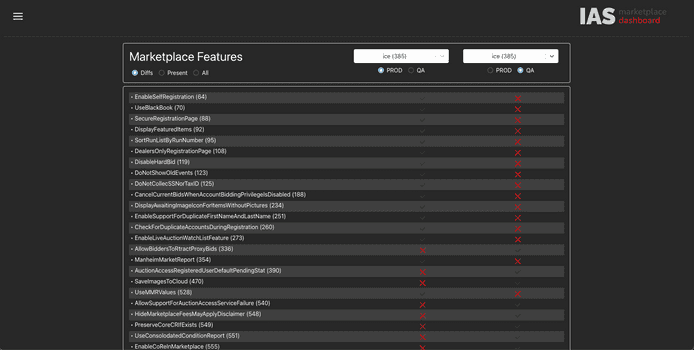 IAS marketplace
dashboard
Marketplace Features
ice (385)
ice (385)
Diffs Present All
PROD QA
PROD QA
• EnableSelfRegistration (64)
• UseBlackBook (70)
• SecureRegistrationPage (88)
• DisplayFeaturedItems (92)
• SortRunListByRunNumber (95)
• DealersOnlyRegistrationPage (108)
• DisableHardBid (119)
• DoNotShowOldEvents (123)
• DoNotCollecSSNorTaxID (125)
• CancelCurrentBidsWhenAccountBiddingPrivilegeIsDisabled (188)
• DisplayAwaitingImageIconForItemsWithoutPictures (234)
• EnableSupportForDuplicateFirstNameAndLastName (251)
• CheckForDuplicateAccountsDuringRegistration (260)
• EnableLiveAuctionWatchListFeature (273)
• AllowBiddersToRtractProxyBids (336)
• ManheimMarketReport (354)
• AuctionAccessRegisteredUserDefaultPendingStat (390)
• SaveImagesToCloud (470)
• UseMMRValues (528)
• AllowSupportForAuctionAccessServiceFailure (540)
• HideMarketplaceFeesMayApplyDisclaimer (548)
• PreserveCoreCRIfExists (549)
• UseConsolodatedConditionReport (551)
• EnableCoReInMarketplace (555)